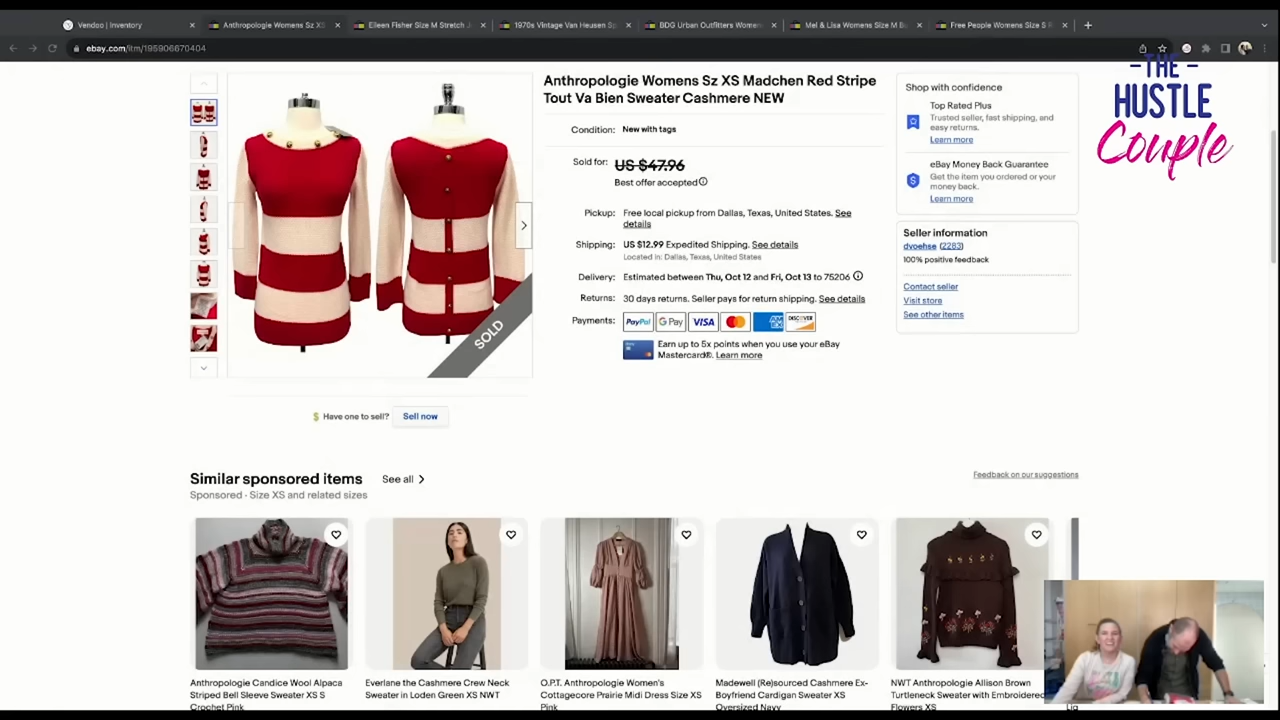 Vendoo | Inventory
Anthropologie Womens Sz XS
Eileen Fisher Size M Stretch J
1970s Vintage Van Heusen Sp
BDG Urban Outfitters Women
Mel & Lisa Womens Size M B
Free People Womens Size S R
ebay.com/itm/195906670404
THE
HUSTLE
Couple
Anthropologie Womens Sz XS Madchen Red Stripe
Tout Va Bien Sweater Cashmere NEW
Condition: New with tags
Sold for: US $47.96
Best offer accepted
Pickup: Free local pickup from Dallas, Texas, United States. See
details
Shipping: US $12.99 Expedited Shipping. See details
Located in: Dallas, Texas, United States
Delivery: Estimated between Thu, Oct 12 and Fri, Oct 13 to 75206
Returns: 30 days returns. Seller pays for return shipping. See details
Payments: PayPal G Pay VISA AM EX DISCOVER
Earn up to 5x points when you use your eBay
Mastercard®. Learn more
SOLD
Shop with confidence
Top Rated Plus
Trusted seller, fast shipping, and
easy returns.
Learn more
eBay Money Back Guarantee
Get the item you ordered or your
money back.
Learn more
Seller information
dyoehse (2283)
100% positive feedback
Contact seller
Visit store
See other items
Have one to sell? Sell now
Similar sponsored items See all
Feedback on our suggestions
Sponsored · Size XS and related sizes
Anthropologie Candice Wool Alpaca
Striped Bell Sleeve Sweater XS S
Crochet Pink
Everlane the Cashmere Crew Neck
Sweater in Loden Green XS NWT
O.P.T. Anthropologie Women's
Cottagecore Prairie Midi Dress Size XS
Pink
Madewell (Re)sourced Cashmere Ex-
Boyfriend Cardigan Sweater XS
Oversized Navy
NWT Anthropologie Allison Brown
Turtleneck Sweater with Embroidered
Flowers XS